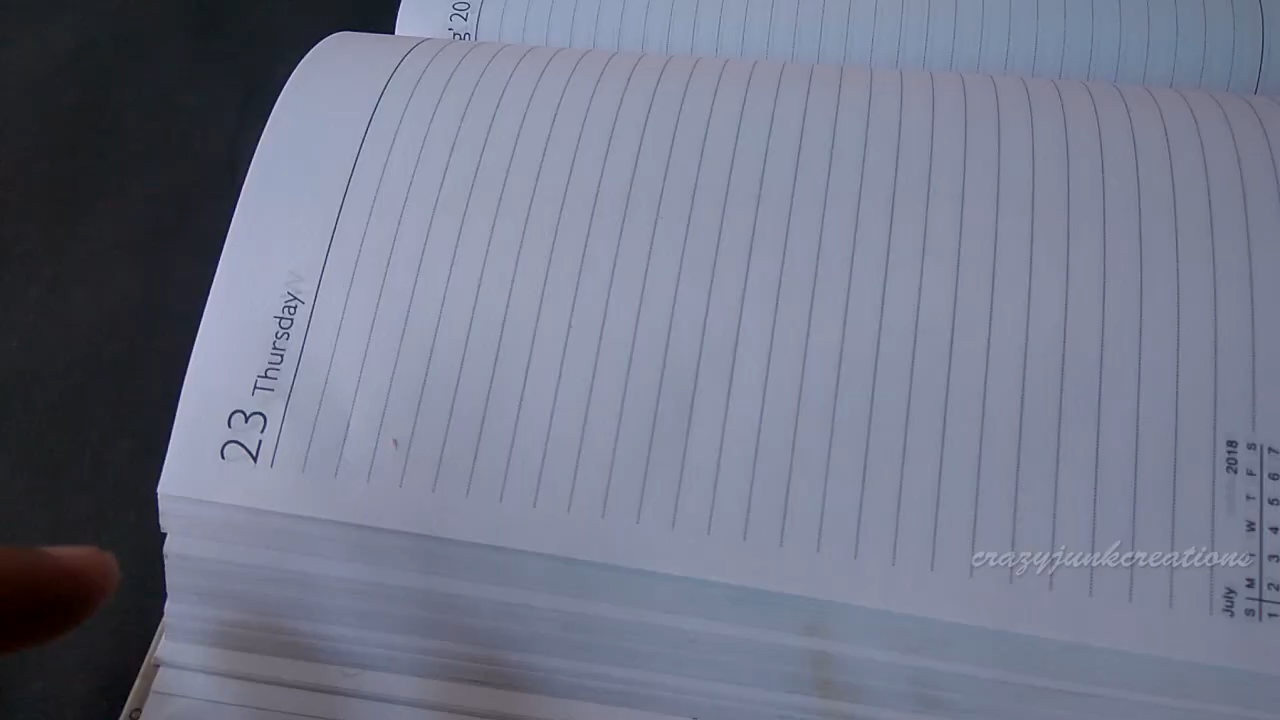 23 Thursday
July 2018
S M T W T F S
1 2 3 4 5 6 7
crazyjunkcreations